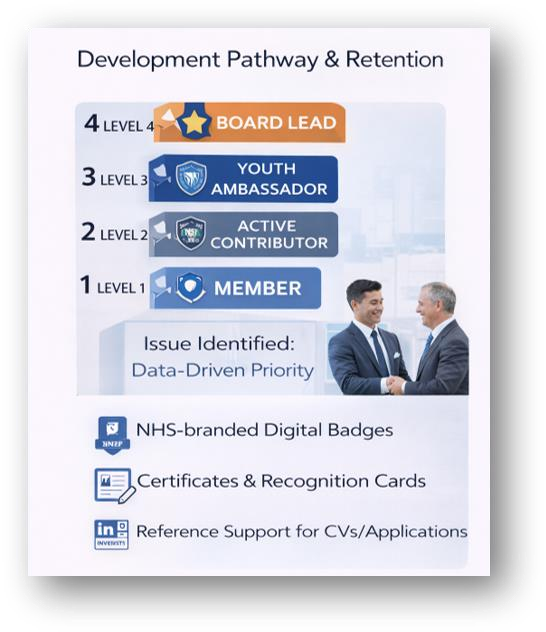 Development Pathway & Retention
4 LEVEL 4 BOARD LEAD
3 LEVEL 3 YOUTH
AMBASSADOR
2 LEVEL 2 ACTIVE
CONTRIBUTOR
1 LEVEL 1 MEMBER
Issue Identified:
Data-Driven Priority
NHS-branded Digital Badges
Certificates & Recognition Cards
in
Reference Support for CVs/Applications